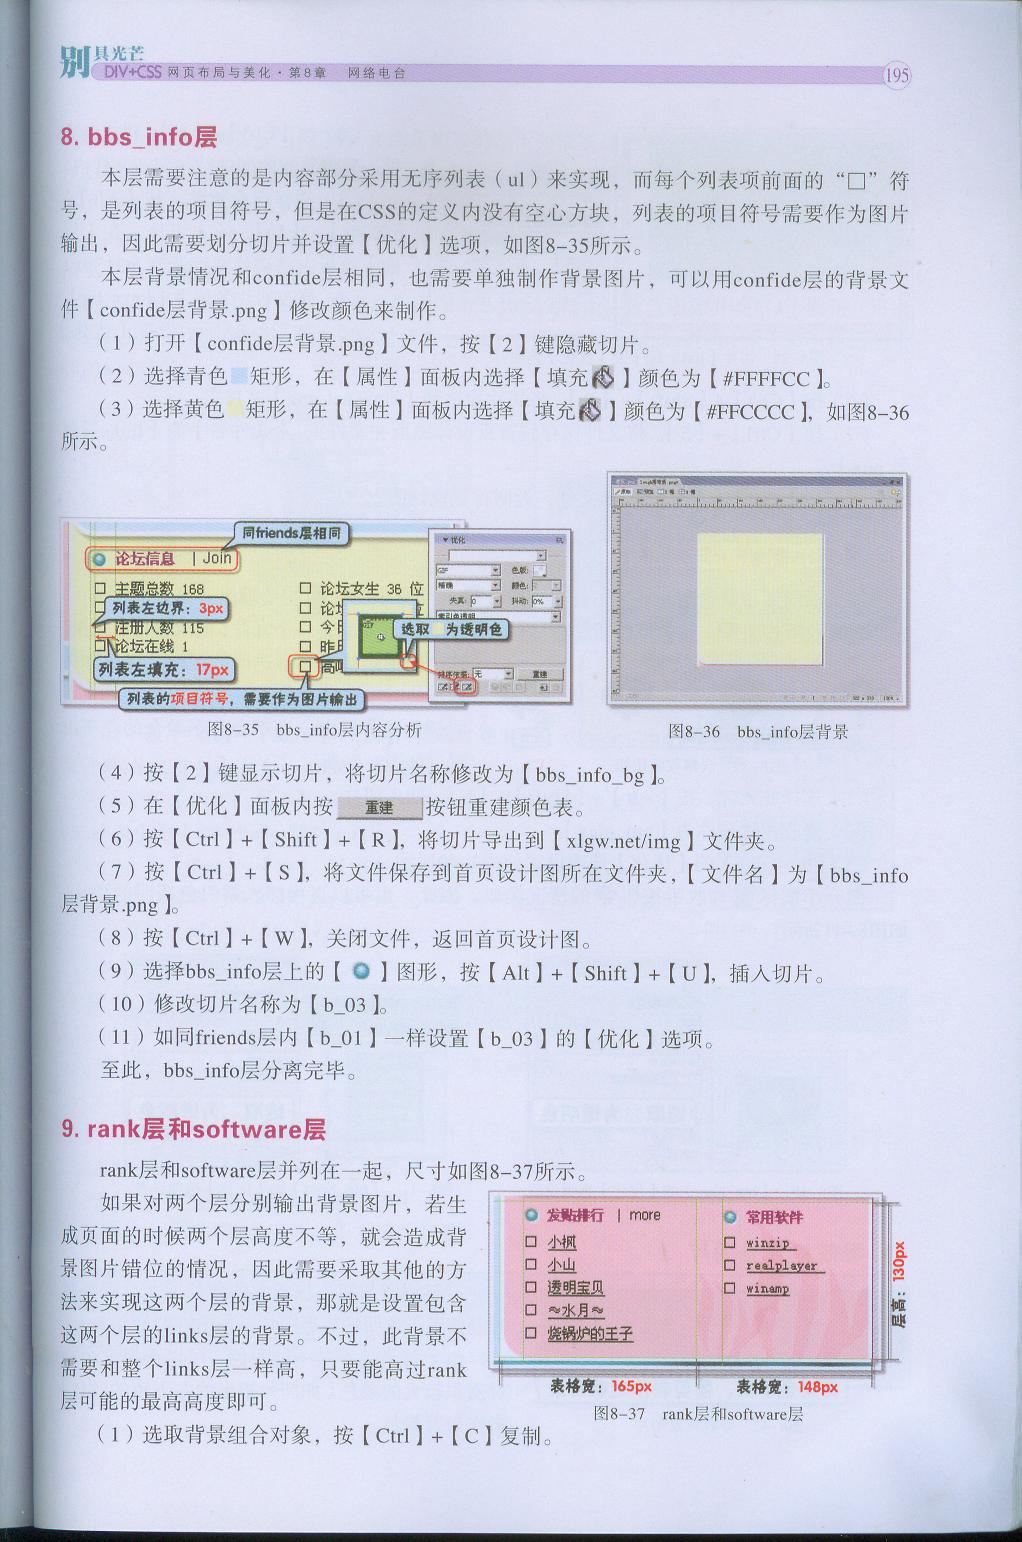 别具光芒
DIV+CSS 网页布局与美化·第8章 网络电台
195
8. bbs_info层
本层需要注意的是内容部分采用无序列表（ul）来实现，而每个列表项前面的“□”符
号，是列表的项目符号，但是在CSS的定义内没有空心方块，列表的项目符号需要作为图片
输出，因此需要划分切片并设置【优化】选项，如图8-35所示。
本层背景情况和confide层相同，也需要单独制作背景图片，可以用confide层的背景文
件【confide层背景.png】修改颜色来制作。
（1）打开【confide层背景.png】文件，按【2】键隐藏切片。
（2）选择青色 矩形，在【属性】面板内选择【填充 】颜色为【#FFFFCC】。
（3）选择黄色 矩形，在【属性】面板内选择【填充 】颜色为【#FFCCCC】，如图8-36
所示。
同friends层相同
论坛信息 | Join
□ 主题总数 168
□ 论坛女生 36 位
列表左边界：3px
□ 论坛
□ 注册人数 115
□ 今日
选取 为透明色
□ 论坛在线 1
□ 昨
列表左填充：17px
□ 高
列表的项目符号，需要作为图片输出
优化
GIF
色版:
精确
颜色:
失真: 0
抖动: 0%
索引色透明
无
重建
图8-35 bbs_info层内容分析
图8-36 bbs_info层背景
（4）按【2】键显示切片，将切片名称修改为【bbs_info_bg】。
（5）在【优化】面板内按 重建 按钮重建颜色表。
（6）按【Ctrl】+【Shift】+【R】，将切片导出到【xlgw.net/img】文件夹。
（7）按【Ctrl】+【S】，将文件保存到首页设计图所在文件夹，【文件名】为【bbs_info
层背景.png】。
（8）按【Ctrl】+【W】，关闭文件，返回首页设计图。
（9）选择bbs_info层上的【 】图形，按【Alt】+【Shift】+【U】，插入切片。
（10）修改切片名称为【b_03】。
（11）如同friends层内【b_01】一样设置【b_03】的【优化】选项。
至此，bbs_info层分离完毕。
9. rank层和software层
rank层和software层并列在一起，尺寸如图8-37所示。
如果对两个层分别输出背景图片，若生
成页面的时候两个层高度不等，就会造成背
景图片错位的情况，因此需要采取其他的方
法来实现这两个层的背景，那就是设置包含
这两个层的links层的背景。不过，此背景不
需要和整个links层一样高，只要能高过rank
层可能的最高高度即可。
发贴排行 | more
□ 小枫
□ 小山
□ 透明宝贝
□ ≈水月≈
□ 烧锅炉的王子
常用软件
□ winzip
□ realplayer
□ winamp
层高：130px
表格宽：165px
表格宽：148px
图8-37 rank层和software层
（1）选取背景组合对象，按【Ctrl】+【C】复制。